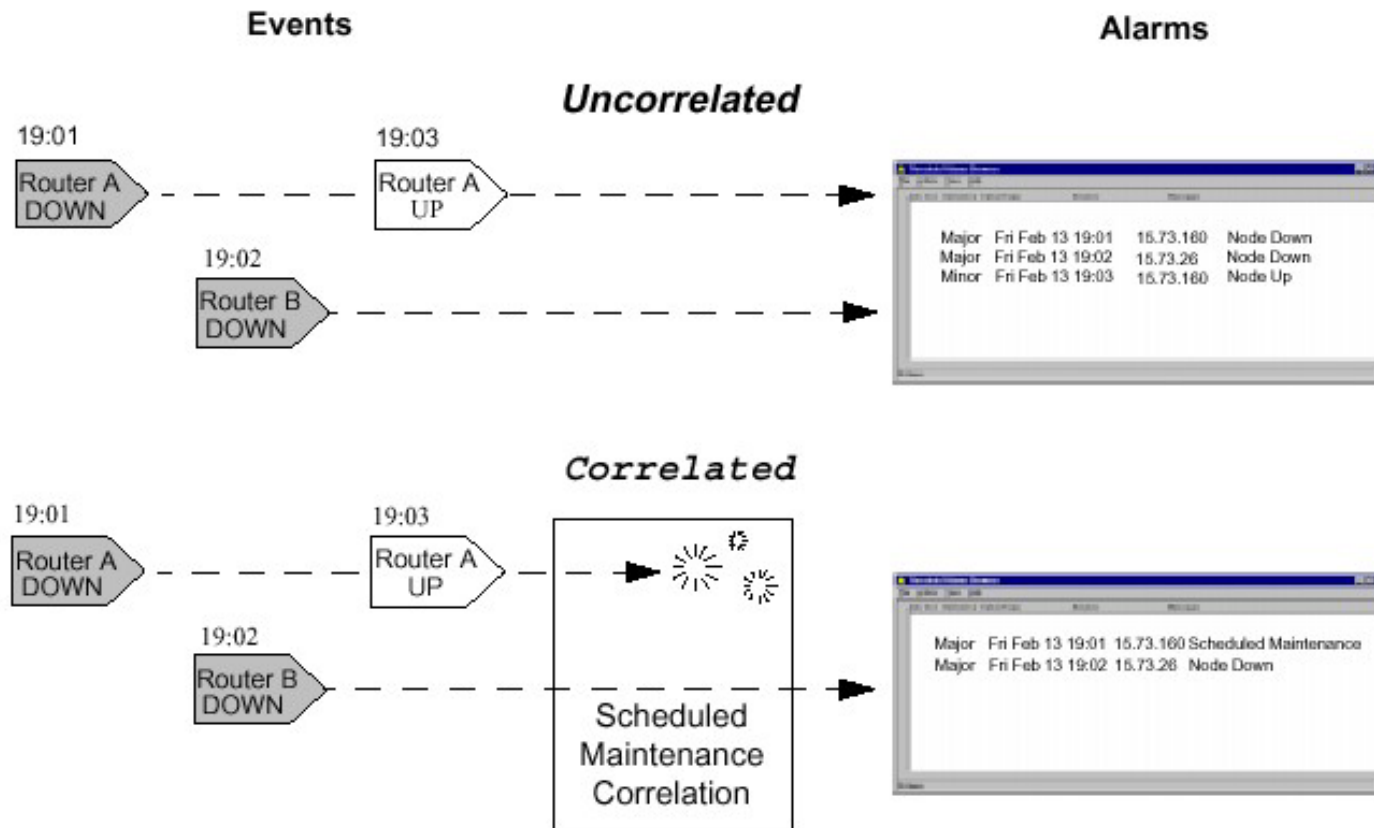 Events
Alarms
Uncorrelated
19:01
Router A
DOWN
19:03
Router A
UP
19:02
Router B
DOWN
Major Fri Feb 13 19:01 15.73.160 Node Down
Major Fri Feb 13 19:02 15.73.26 Node Down
Minor Fri Feb 13 19:03 15.73.160 Node Up
Correlated
19:01
Router A
DOWN
19:03
Router A
UP
19:02
Router B
DOWN
Scheduled
Maintenance
Correlation
Major Fri Feb 13 19:01 15.73.160 Scheduled Maintenance
Major Fri Feb 13 19:02 15.73.26 Node Down